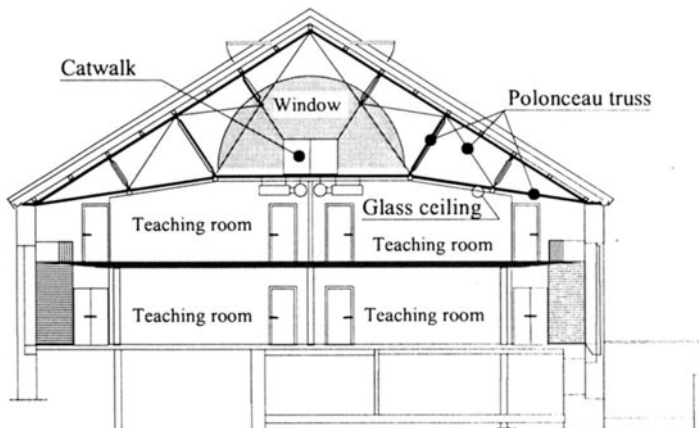 Catwalk
Window
Polonceau truss
Glass ceiling
Teaching room
Teaching room
Teaching room
Teaching room